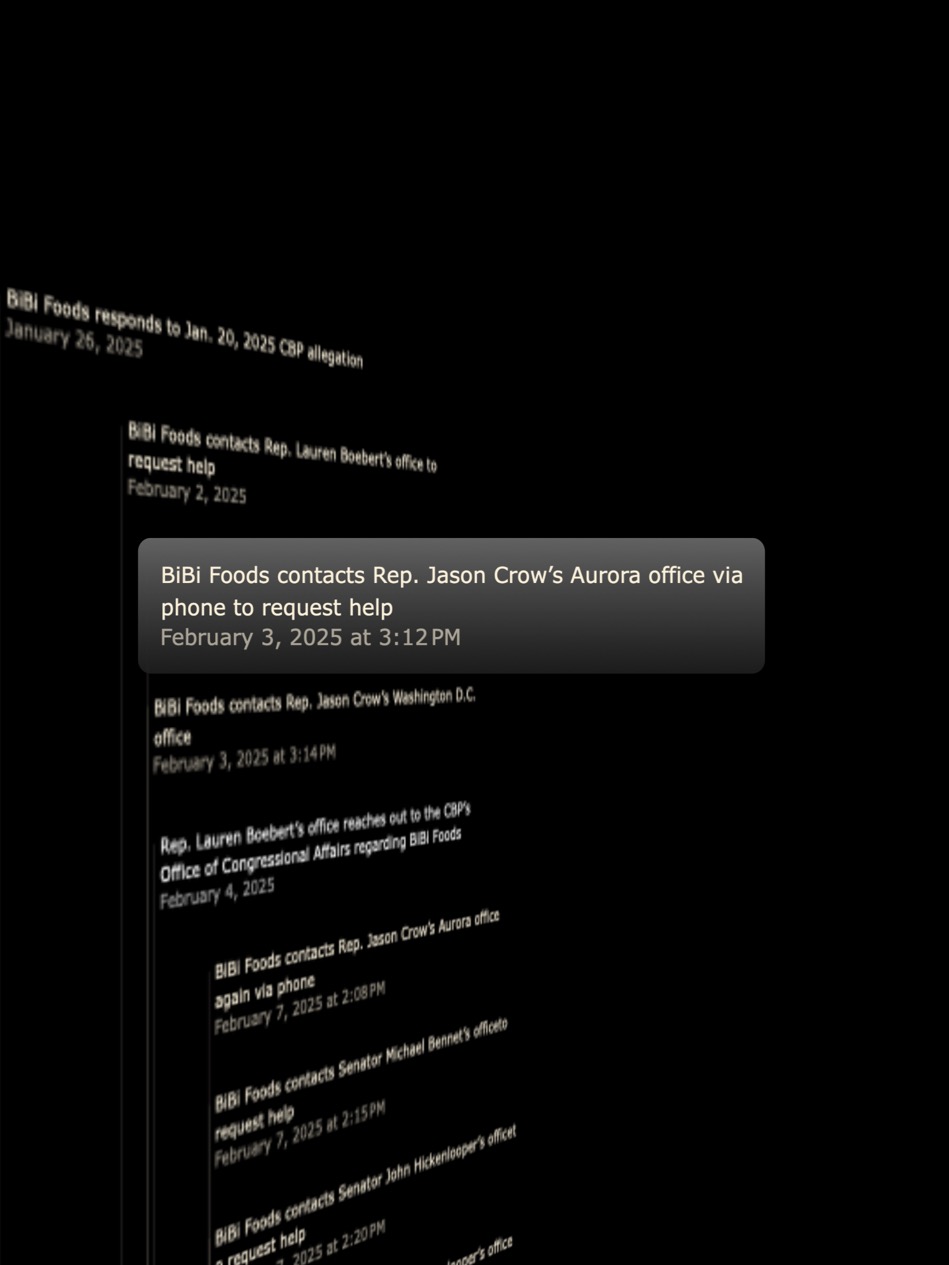 BiBi Foods responds to Jan. 20, 2025 CBP allegation
January 26, 2025
BiBi Foods contacts Rep. Lauren Boebert's office to
request help
February 2, 2025
BiBi Foods contacts Rep. Jason Crow’s Aurora office via
phone to request help
February 3, 2025 at 3:12 PM
BiBi Foods contacts Rep. Jason Crow's Washington D.C.
office
February 3, 2025 at 3:14 PM
Rep. Lauren Boebert's office reaches out to the CBP's
Office of Congressional Affairs regarding BiBi Foods
February 4, 2025
BiBi Foods contacts Rep. Jason Crow's Aurora office
again via phone
February 7, 2025 at 2:08 PM
BiBi Foods contacts Senator Michael Bennet's officeto
request help
February 7, 2025 at 2:15 PM
BiBi Foods contacts Senator John Hickenlooper's officet
request help
2025 at 2:20 PM
office